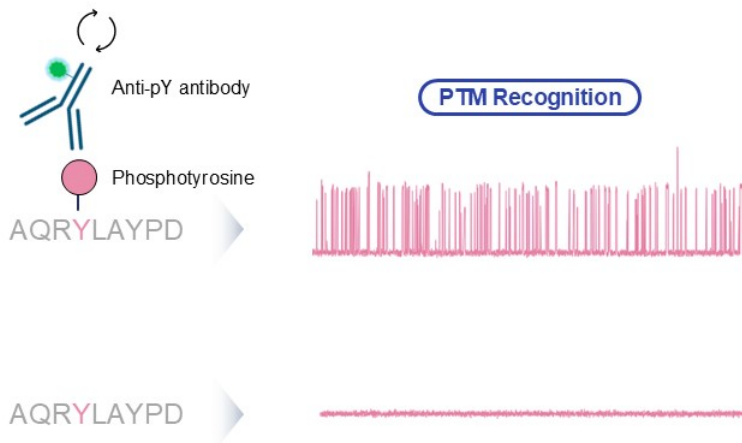 Anti-pY antibody
PTM Recognition
Phosphotyrosine
AQRYLAYPD
AQRYLAYPD